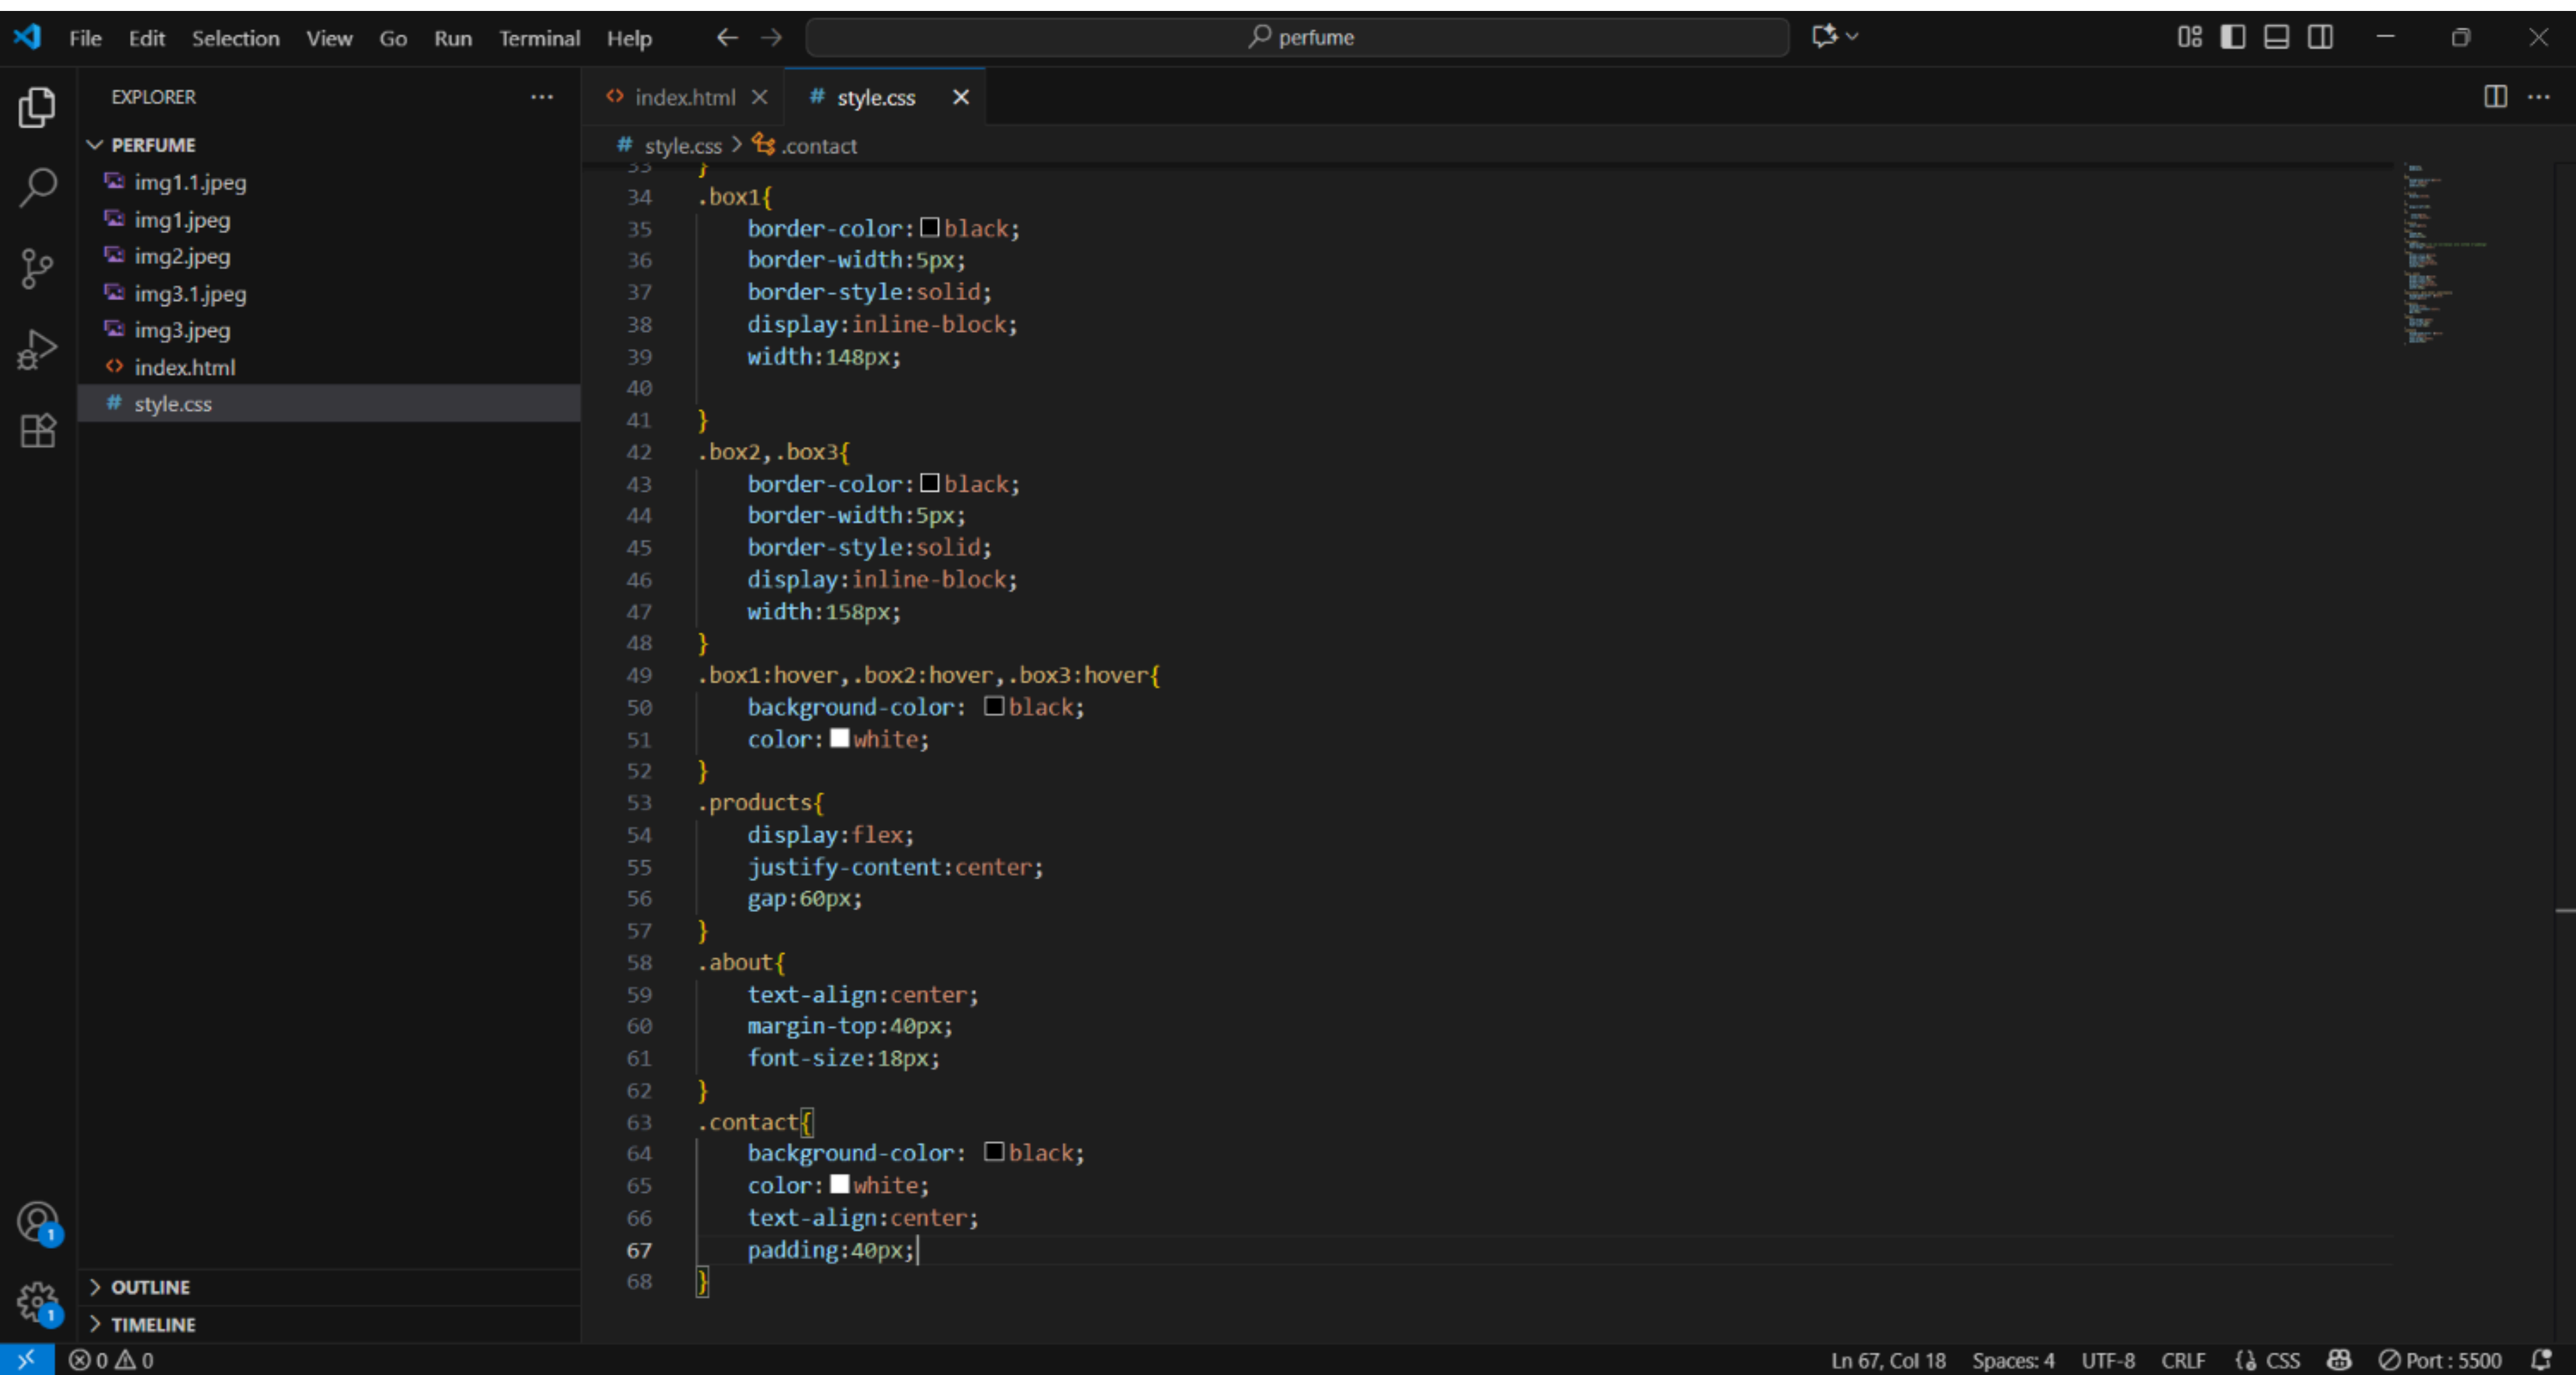 File Edit Selection View Go Run Terminal Help
perfume
EXPLORER
PERFUME
img1.1.jpeg
img1.jpeg
img2.jpeg
img3.1.jpeg
img3.jpeg
index.html
style.css
OUTLINE
TIMELINE
index.html
style.css
style.css > .contact
33 }
34 .box1{
35 border-color:black;
36 border-width:5px;
37 border-style:solid;
38 display:inline-block;
39 width:148px;
40
41 }
42 .box2,.box3{
43 border-color:black;
44 border-width:5px;
45 border-style:solid;
46 display:inline-block;
47 width:158px;
48 }
49 .box1:hover,.box2:hover,.box3:hover{
50 background-color: black;
51 color:white;
52 }
53 .products{
54 display:flex;
55 justify-content:center;
56 gap:60px;
57 }
58 .about{
59 text-align:center;
60 margin-top:40px;
61 font-size:18px;
62 }
63 .contact{
64 background-color: black;
65 color:white;
66 text-align:center;
67 padding:40px;
68 }
1
1
0 0
Ln 67, Col 18 Spaces: 4 UTF-8 CRLF CSS Port : 5500